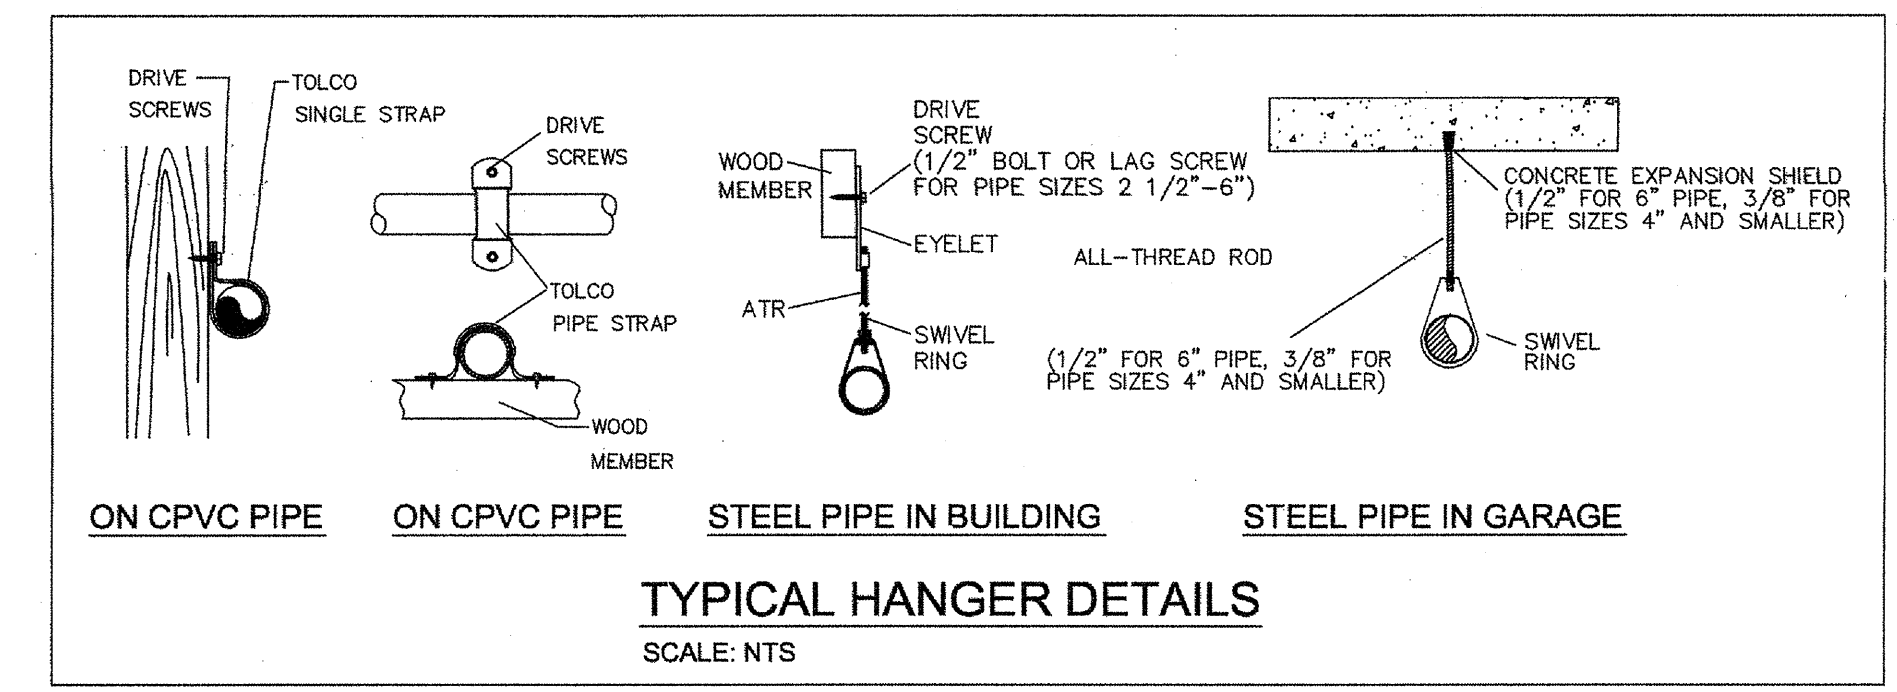 DRIVE
SCREWS
TOLCO
SINGLE STRAP
ON CPVC PIPE
DRIVE
SCREWS
TOLCO
PIPE STRAP
WOOD
MEMBER
ON CPVC PIPE
WOOD
MEMBER
DRIVE
SCREW
(1/2" BOLT OR LAG SCREW
FOR PIPE SIZES 2 1/2"-6")
EYELET
ATR
SWIVEL
RING
STEEL PIPE IN BUILDING
ALL-THREAD ROD
(1/2" FOR 6" PIPE, 3/8" FOR
PIPE SIZES 4" AND SMALLER)
CONCRETE EXPANSION SHIELD
(1/2" FOR 6" PIPE, 3/8" FOR
PIPE SIZES 4" AND SMALLER)
SWIVEL
RING
STEEL PIPE IN GARAGE
TYPICAL HANGER DETAILS
SCALE: NTS